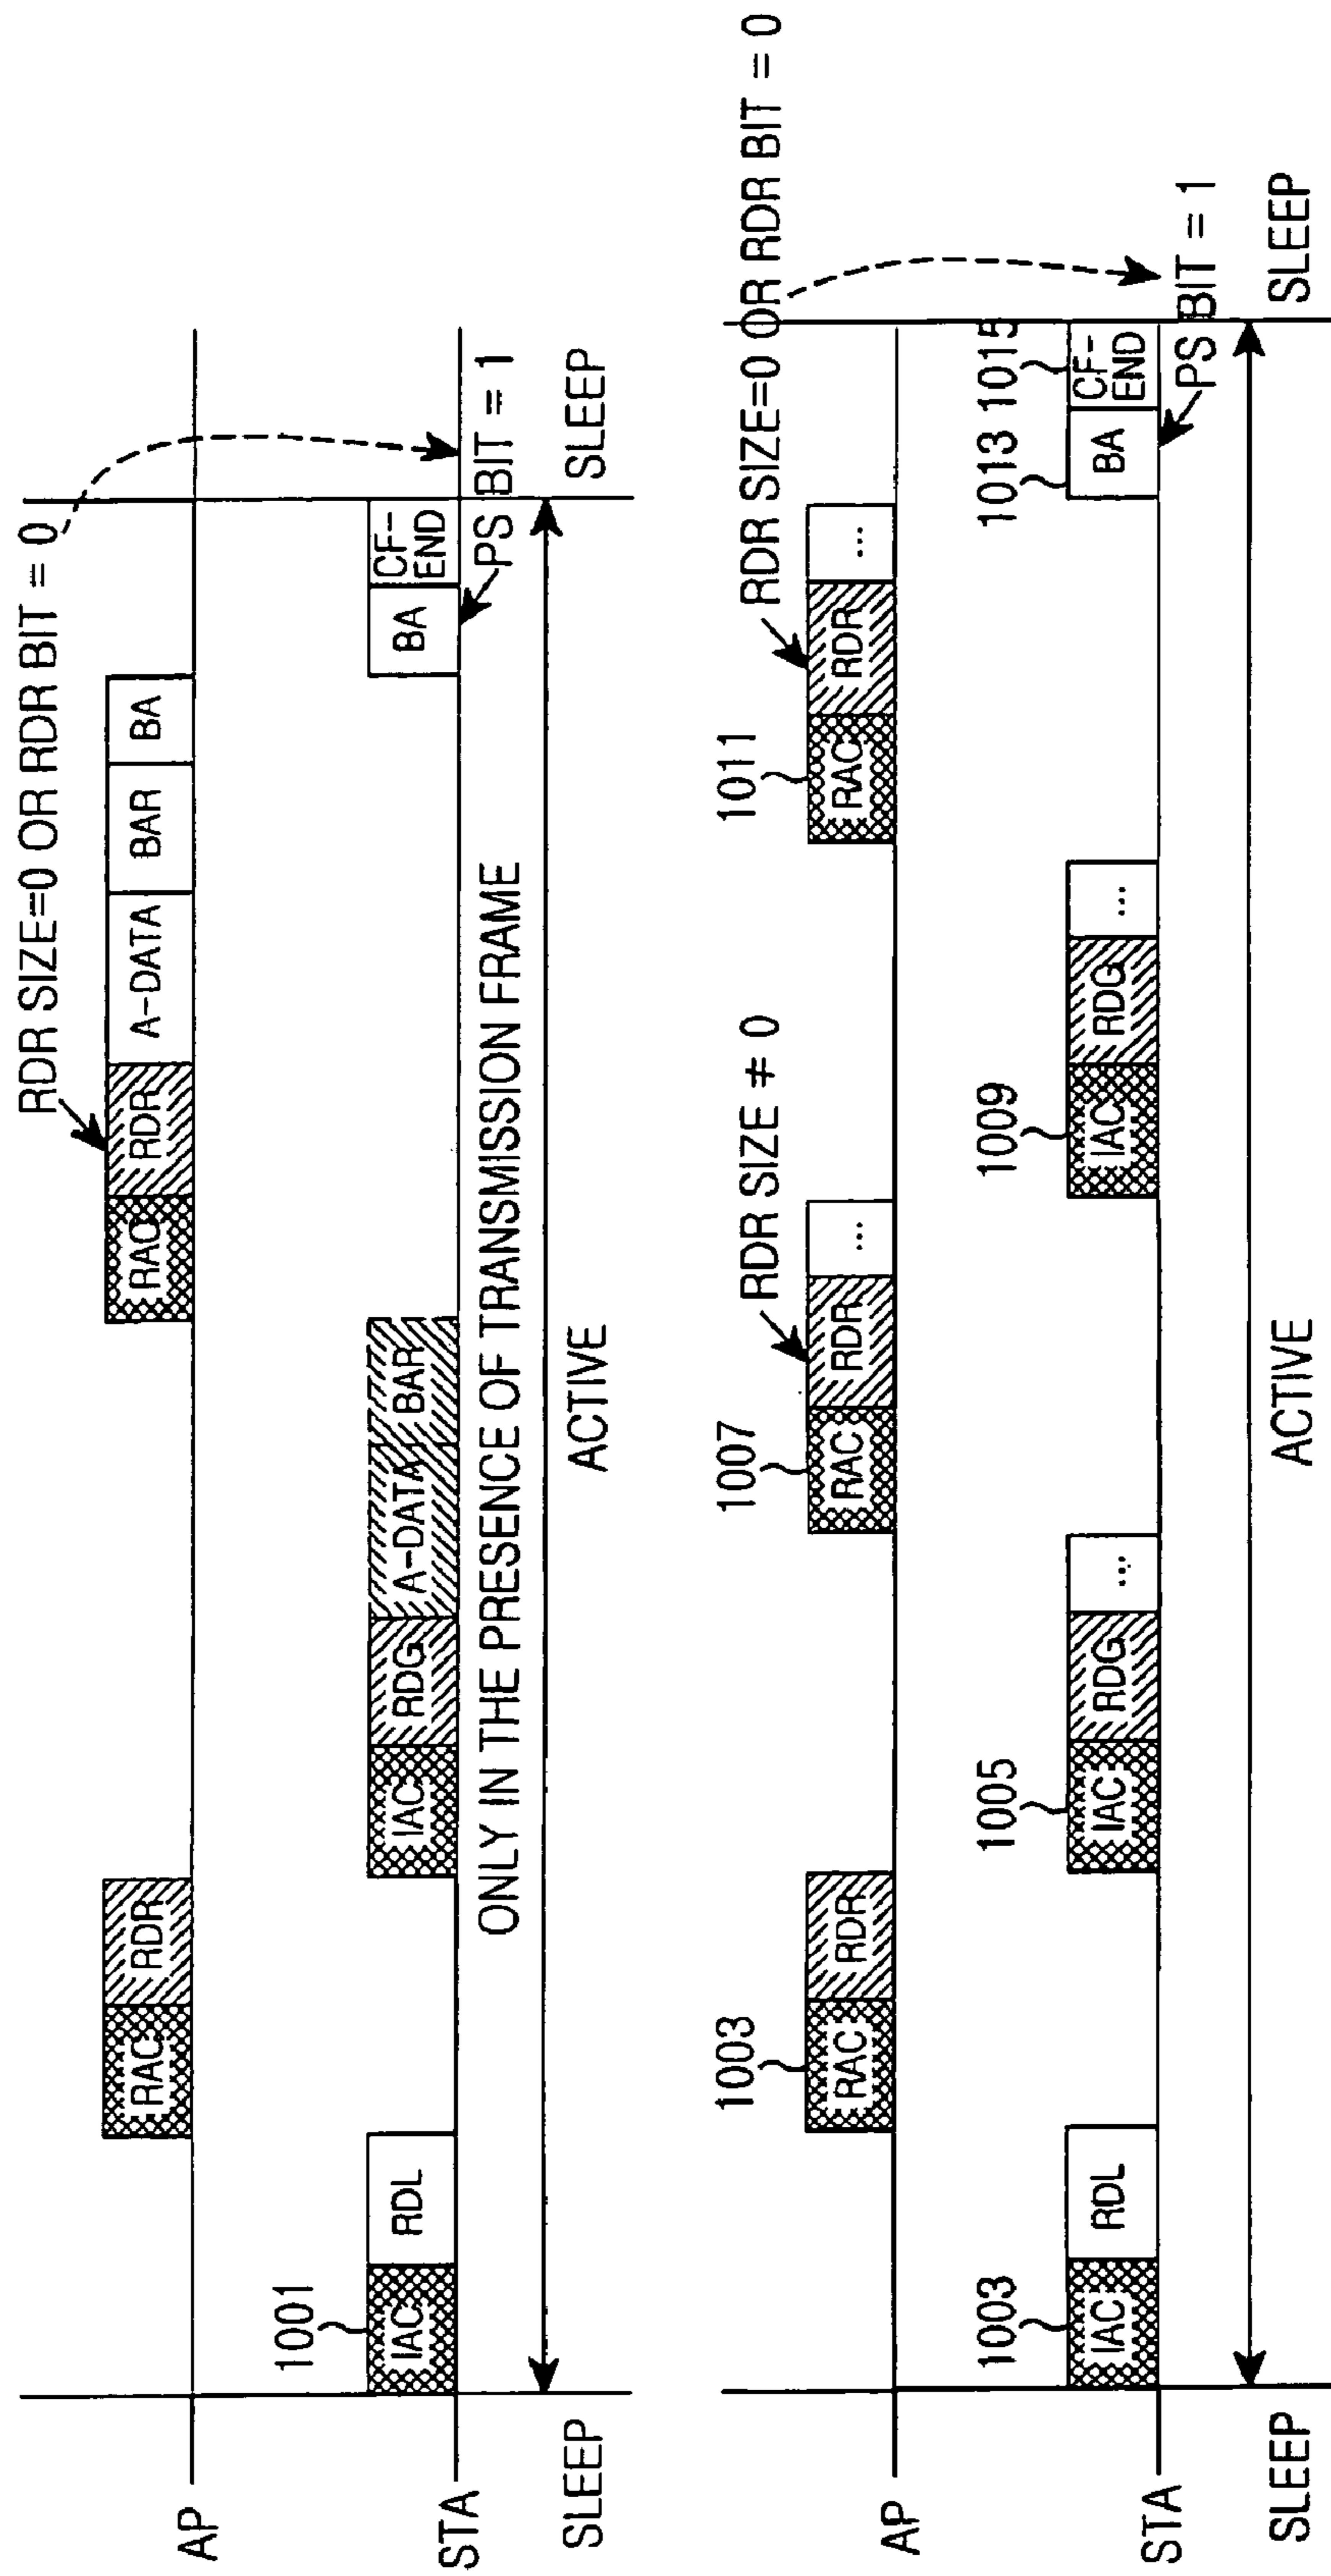 RDR SIZE=0 OR RDR BIT = 0
AP
RAC RDR
RAC RDR A-DATA BAR BA
1001
STA
IAC RDL
IAC RDG A-DATA BAR
BA CF-END
PS BIT = 1
ONLY IN THE PRESENCE OF TRANSMISSION FRAME
SLEEP
ACTIVE
SLEEP
RDR SIZE ≠ 0
RDR SIZE=0 OR RDR BIT = 0
1003
1007
1011
AP
RAC RDR
RAC RDR ...
RAC RDR ...
1003
1005
1009
1013
1015
STA
IAC RDL
IAC RDG ...
IAC RDG ...
BA
CF-END
PS BIT = 1
SLEEP
ACTIVE
SLEEP